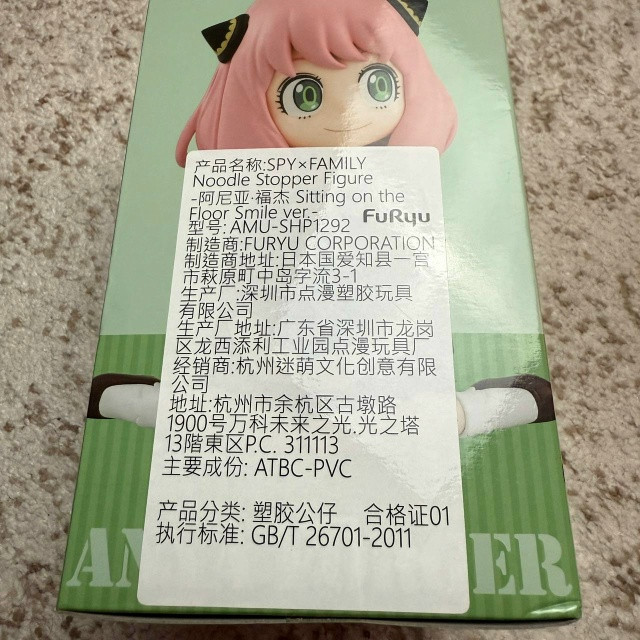 产品名称:SPY×FAMILY
Noodle Stopper Figure
-阿尼亚·福杰 Sitting on the
Floor Smile ver.- FuRyu
型号: AMU-SHP1292
制造商:FURYU CORPORATION
制造商地址:日本国爱知县一宫
市萩原町中岛字流3-1
生产厂:深圳市点漫塑胶玩具
有限公司
生产厂地址:广东省深圳市龙岗
区龙西添利工业园点漫玩具厂
经销商:杭州迷萌文化创意有限
公司
地址:杭州市余杭区古墩路
1900号万科未来之光.光之塔
13階東区P.C. 311113
主要成份: ATBC-PVC
产品分类: 塑胶公仔 合格证01
执行标准: GB/T 26701-2011
AN ER